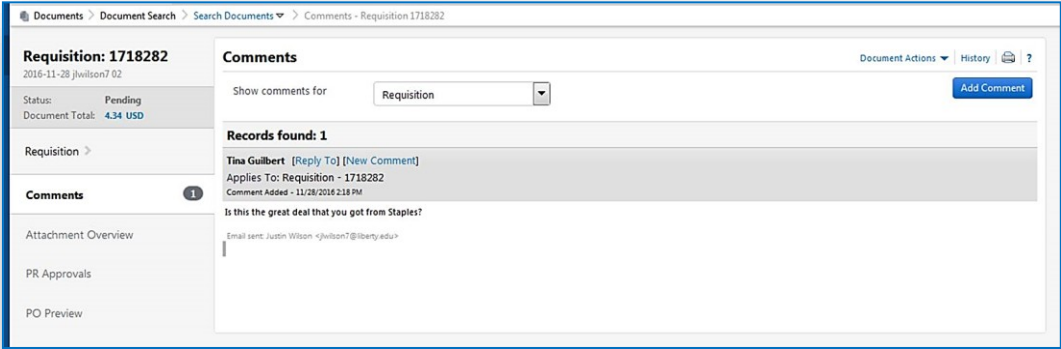 Documents > Document Search > Search Documents > Comments - Requisition 1718282
Requisition: 1718282
2016-11-28 jlwilson7 02
Status: Pending
Document Total: 4.34 USD
Requisition >
Comments 1
Attachment Overview
PR Approvals
PO Preview
Comments
Document Actions History ?
Show comments for Requisition
Add Comment
Records found: 1
Tina Guilbert [Reply To] [New Comment]
Applies To: Requisition - 1718282
Comment Added - 11/28/2016 2:18 PM
Is this the great deal that you got from Staples?
Email sent: Justin Wilson <jlwilson7@liberty.edu>